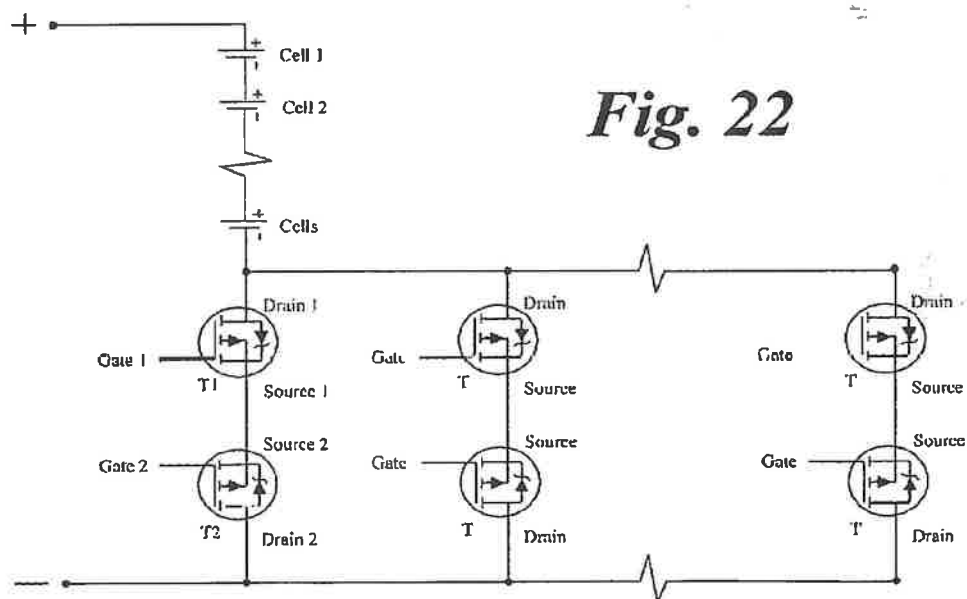 +
+
Cell 1
-
+
Cell 2
-
Fig. 22
+
Cells
-
Drain 1
Drain
Drain
Gate 1
Gate
Gate
T1
T
T
Source 1
Source
Source
Source 2
Source
Source
Gate 2
Gate
Gate
T2
T
T
Drain 2
Drain
Drain
—